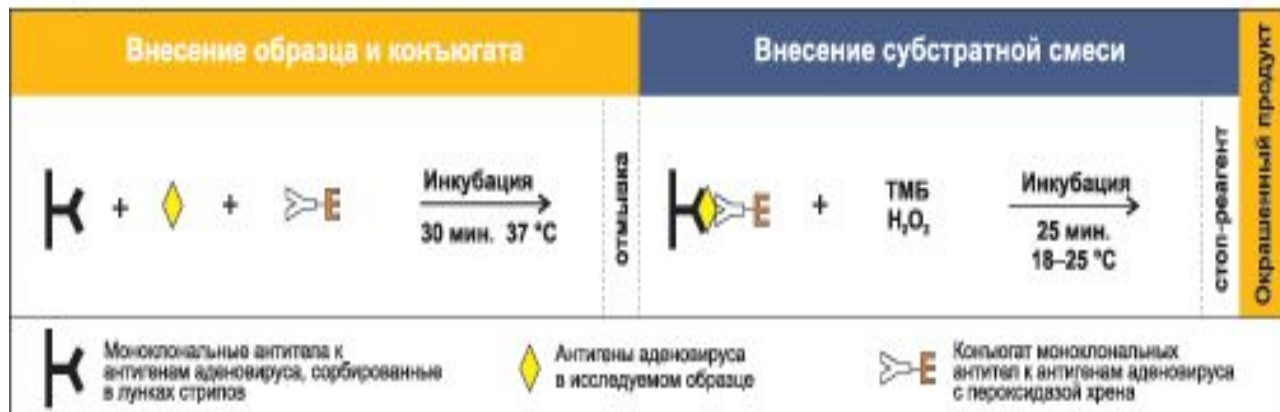 Внесение образца и конъюгата
Внесение субстратной смеси
+ + E
Инкубация
30 мин. 37 °C
отмывка
E +
ТМБ
H₂O₂
Инкубация
25 мин.
18–25 °C
стоп-реагент
Окрашенный продукт
Моноклональные антитела к
антигенам аденовируса, сорбированные
в лунках стрипов
Антигены аденовируса
в исследуемом образце
E
Конъюгат моноклональных
антител к антигенам аденовируса
с пероксидазой хрена